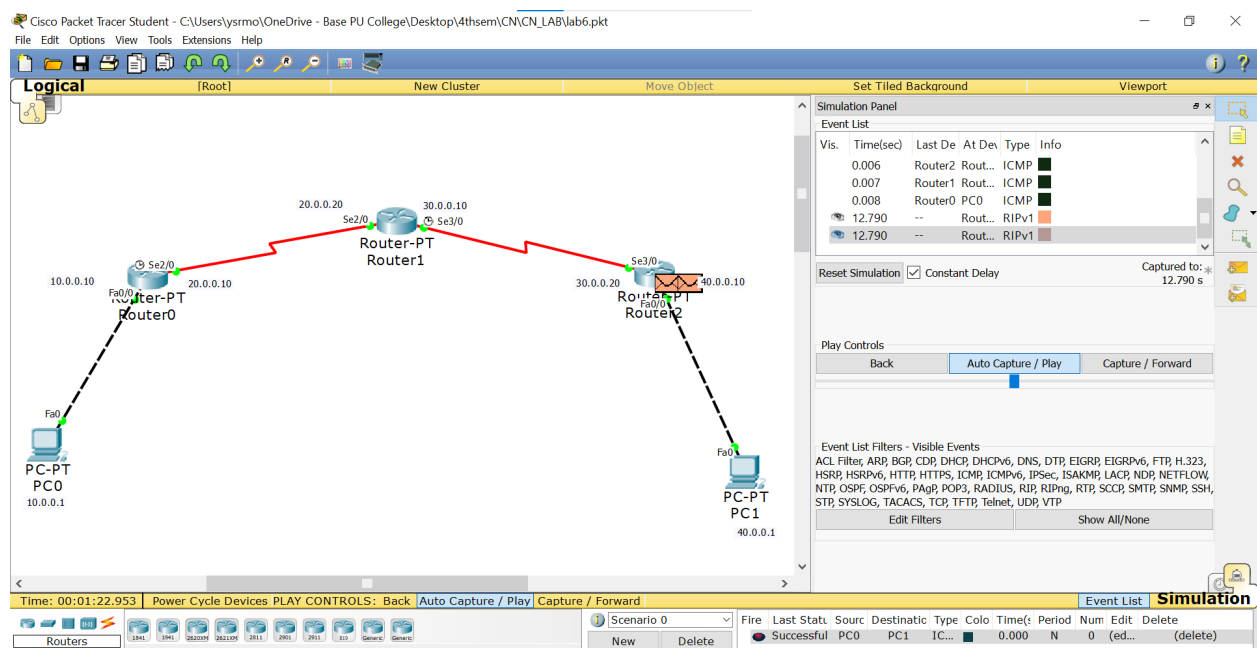 Cisco Packet Tracer Student - C:\Users\ysrmo\OneDrive - Base PU College\Desktop\4thsem\CN\CN_LAB\lab6.pkt
File Edit Options View Tools Extensions Help
Logical [Root] New Cluster Move Object Set Tiled Background Viewport
Simulation Panel
Event List
Vis. Time(sec) Last De At Dev Type Info
0.006 Router2 Rout... ICMP
0.007 Router1 Rout... ICMP
0.008 Router0 PC0 ICMP
12.790 -- Rout... RIPv1
12.790 -- Rout... RIPv1
Reset Simulation Constant Delay Captured to: *
12.790 s
Play Controls
Back Auto Capture / Play Capture / Forward
Event List Filters - Visible Events
ACL Filter, ARP, BGP, CDP, DHCP, DHCPv6, DNS, DTP, EIGRP, EIGRPv6, FTP, H.323,
HSRP, HSRPv6, HTTP, HTTPS, ICMP, ICMPv6, IPSec, ISAKMP, LACP, NDP, NETFLOW,
NTP, OSPF, OSPFv6, PAgP, POP3, RADIUS, RIP, RIPng, RTP, SCCP, SMTP, SNMP, SSH,
STP, SYSLOG, TACACS, TCP, TFTP, Telnet, UDP, VTP
Edit Filters Show All/None
20.0.0.20 30.0.0.10
Se2/0 Se3/0
Router-PT
Router1
Se2/0
10.0.0.10 20.0.0.10
Fa0/0
Router-PT
Router0
Se3/0
30.0.0.20 40.0.0.10
Router-PT
Fa0/0
Router2
Fa0
PC-PT
PC0
10.0.0.1
Fa0
PC-PT
PC1
40.0.0.1
Time: 00:01:22.953 Power Cycle Devices PLAY CONTROLS: Back Auto Capture / Play Capture / Forward Event List Simulation
Routers
1841 1941 2620XM 2621XM 2811 2901 2911 819 Generic Generic
Scenario 0
New Delete
Fire Last Statu Sourc Destinatic Type Colo Time(s Period Num Edit Delete
Successful PC0 PC1 IC... 0.000 N 0 (ed... (delete)